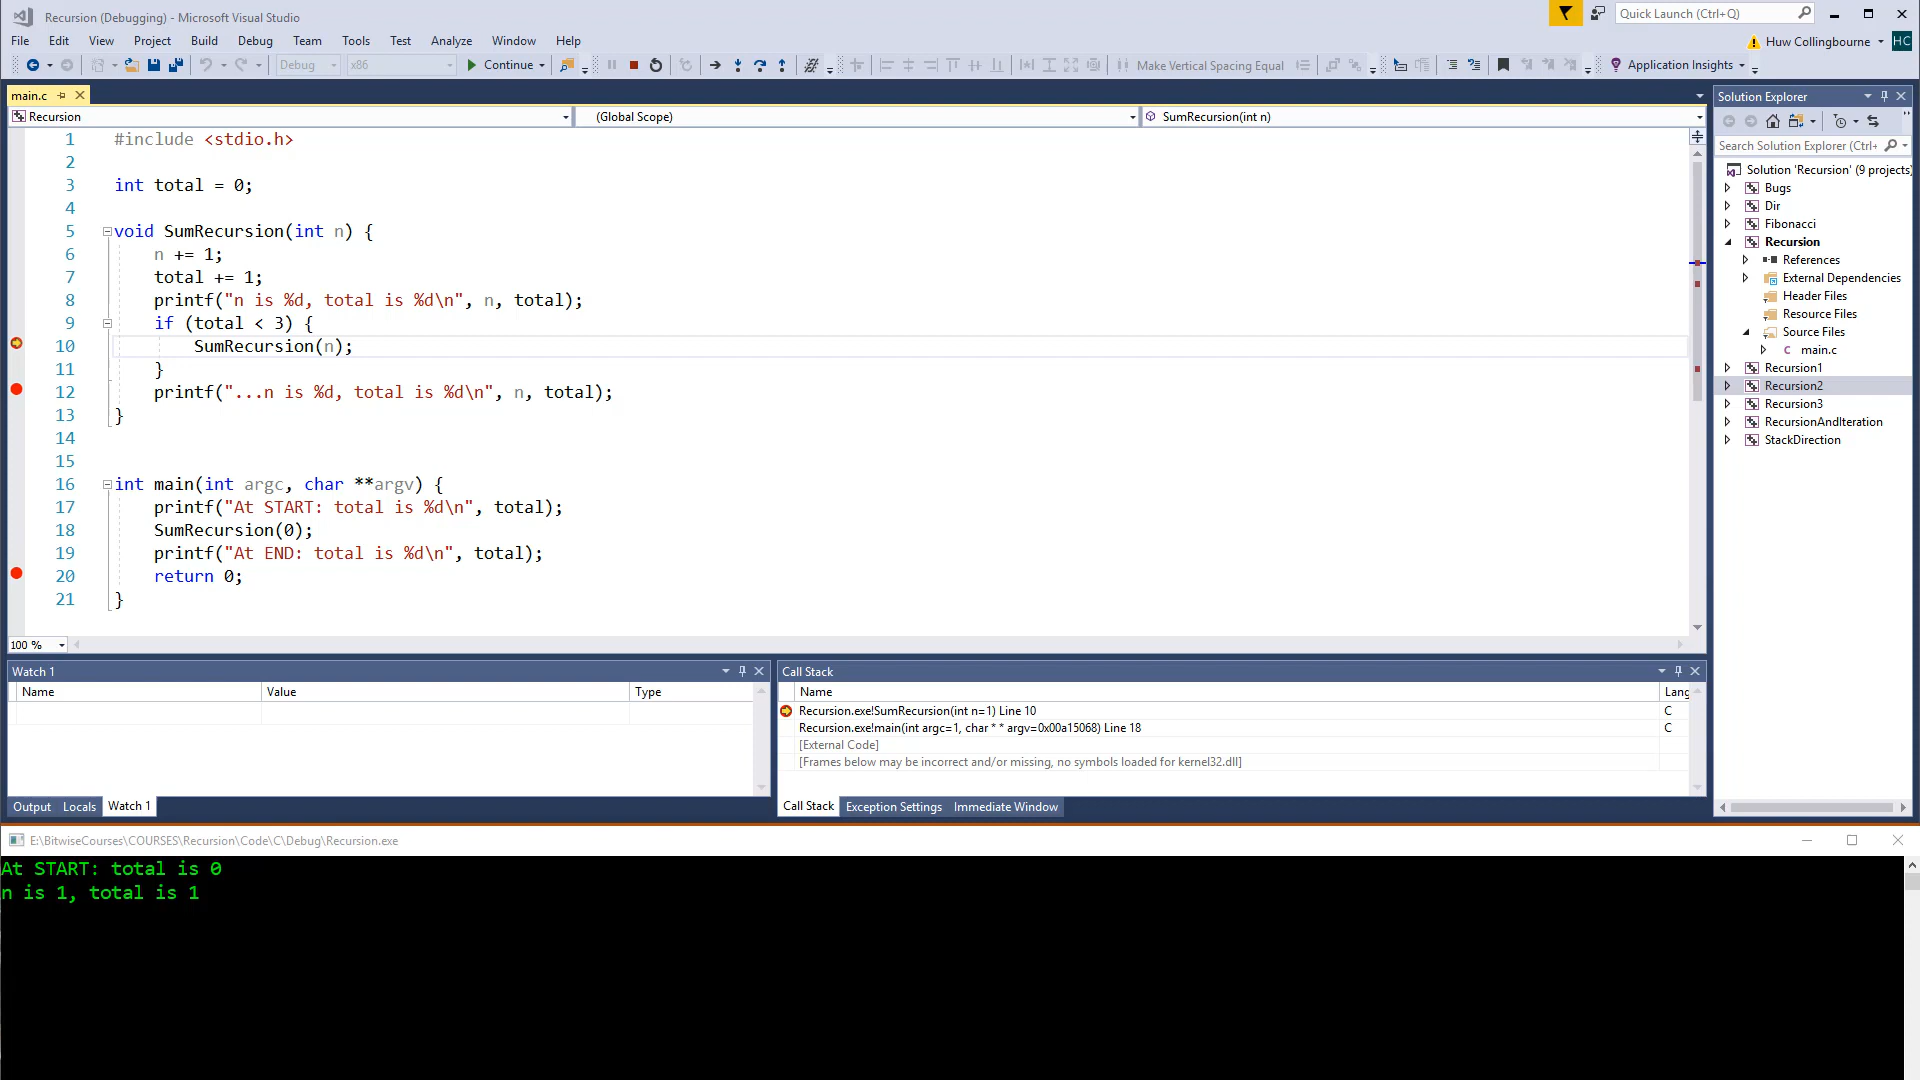 Recursion (Debugging) - Microsoft Visual Studio
Quick Launch (Ctrl+Q)
File Edit View Project Build Debug Team Tools Test Analyze Window Help
Huw Collingbourne HC
Debug x86 Continue Make Vertical Spacing Equal Application Insights
main.c
Recursion (Global Scope) SumRecursion(int n)
1 #include <stdio.h>
2
3 int total = 0;
4
5 void SumRecursion(int n) {
6 n += 1;
7 total += 1;
8 printf("n is %d, total is %d\n", n, total);
9 if (total < 3) {
10 SumRecursion(n);
11 }
12 printf("...n is %d, total is %d\n", n, total);
13 }
14
15
16 int main(int argc, char **argv) {
17 printf("At START: total is %d\n", total);
18 SumRecursion(0);
19 printf("At END: total is %d\n", total);
20 return 0;
21 }
100 %
Solution Explorer
Search Solution Explorer (Ctrl+
Solution 'Recursion' (9 projects)
Bugs
Dir
Fibonacci
Recursion
References
External Dependencies
Header Files
Resource Files
Source Files
C main.c
Recursion1
Recursion2
Recursion3
RecursionAndIteration
StackDirection
Watch 1
Name Value Type
Output Locals Watch 1
Call Stack
Name Lang
Recursion.exe!SumRecursion(int n=1) Line 10 C
Recursion.exe!main(int argc=1, char * * argv=0x00a15068) Line 18 C
[External Code]
[Frames below may be incorrect and/or missing, no symbols loaded for kernel32.dll]
Call Stack Exception Settings Immediate Window
E:\BitwiseCourses\COURSES\Recursion\Code\C\Debug\Recursion.exe
At START: total is 0
n is 1, total is 1